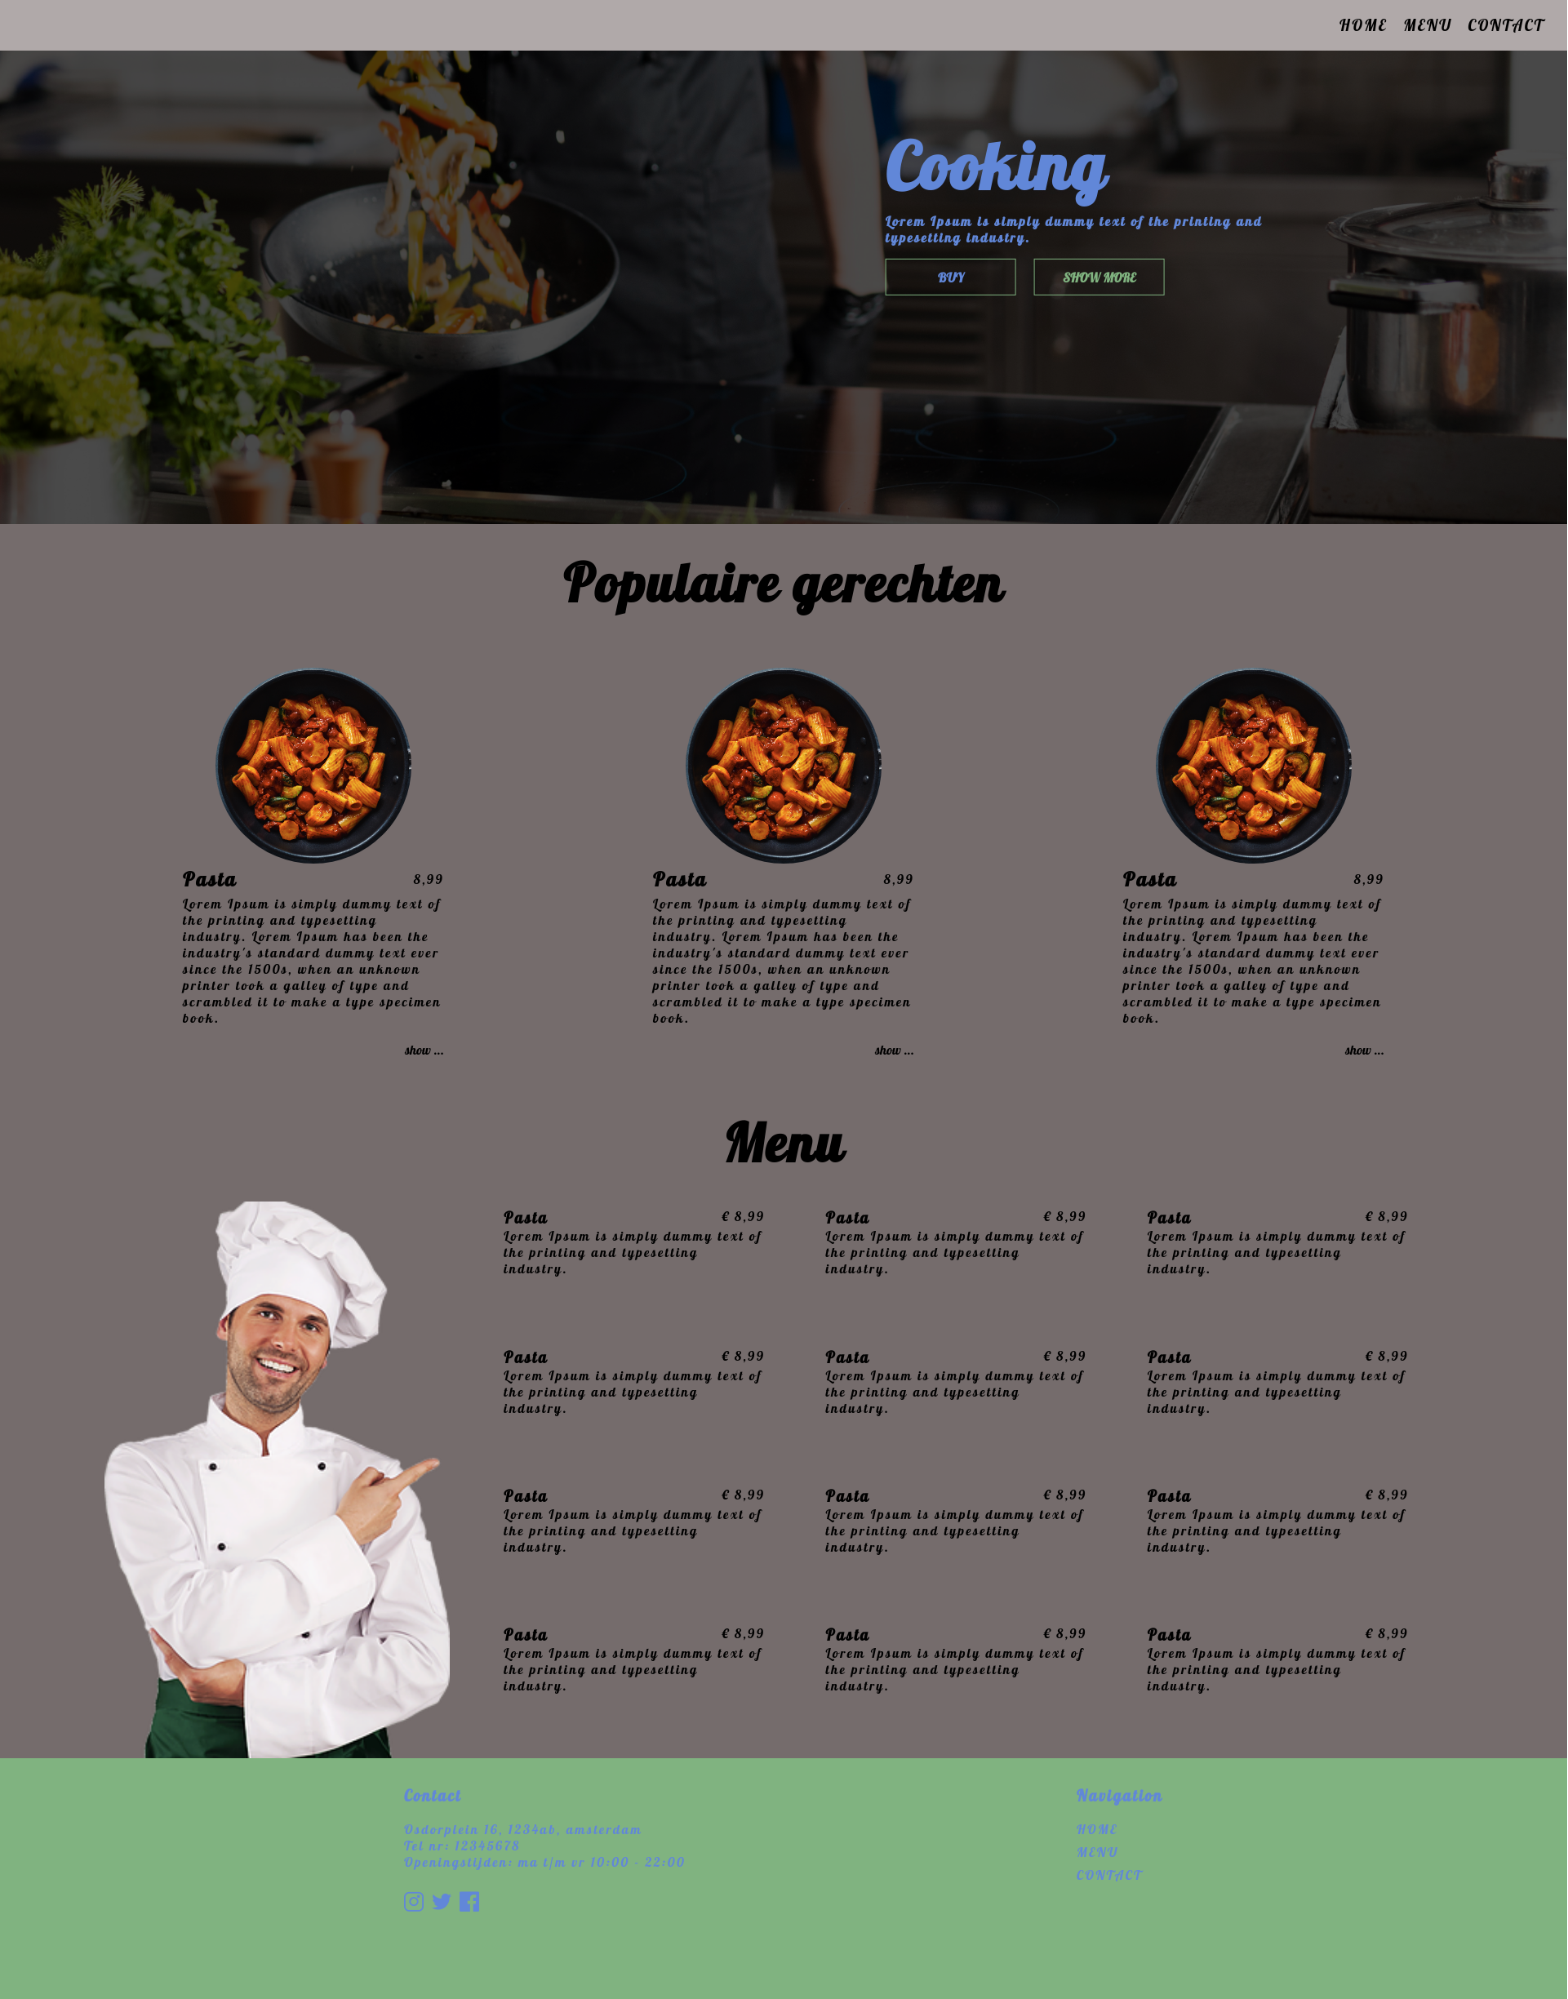 HOME MENU CONTACT
Cooking
Lorem Ipsum is simply dummy text of the printing and
typesetting industry.
BUY SHOW MORE
Populaire gerechten
Pasta 8,99
Lorem Ipsum is simply dummy text of
the printing and typesetting
industry. Lorem Ipsum has been the
industry's standard dummy text ever
since the 1500s, when an unknown
printer took a galley of type and
scrambled it to make a type specimen
book.
show ...
Pasta 8,99
Lorem Ipsum is simply dummy text of
the printing and typesetting
industry. Lorem Ipsum has been the
industry's standard dummy text ever
since the 1500s, when an unknown
printer took a galley of type and
scrambled it to make a type specimen
book.
show ...
Pasta 8,99
Lorem Ipsum is simply dummy text of
the printing and typesetting
industry. Lorem Ipsum has been the
industry's standard dummy text ever
since the 1500s, when an unknown
printer took a galley of type and
scrambled it to make a type specimen
book.
show ...
Menu
Pasta € 8,99
Lorem Ipsum is simply dummy text of
the printing and typesetting
industry.
Pasta € 8,99
Lorem Ipsum is simply dummy text of
the printing and typesetting
industry.
Pasta € 8,99
Lorem Ipsum is simply dummy text of
the printing and typesetting
industry.
Pasta € 8,99
Lorem Ipsum is simply dummy text of
the printing and typesetting
industry.
Pasta € 8,99
Lorem Ipsum is simply dummy text of
the printing and typesetting
industry.
Pasta € 8,99
Lorem Ipsum is simply dummy text of
the printing and typesetting
industry.
Pasta € 8,99
Lorem Ipsum is simply dummy text of
the printing and typesetting
industry.
Pasta € 8,99
Lorem Ipsum is simply dummy text of
the printing and typesetting
industry.
Pasta € 8,99
Lorem Ipsum is simply dummy text of
the printing and typesetting
industry.
Pasta € 8,99
Lorem Ipsum is simply dummy text of
the printing and typesetting
industry.
Pasta € 8,99
Lorem Ipsum is simply dummy text of
the printing and typesetting
industry.
Pasta € 8,99
Lorem Ipsum is simply dummy text of
the printing and typesetting
industry.
Contact
Osdorplein 16, 1234ab, amsterdam
Tel nr: 12345678
Openingstijden: ma t/m vr 10:00 - 22:00
Navigation
HOME
MENU
CONTACT